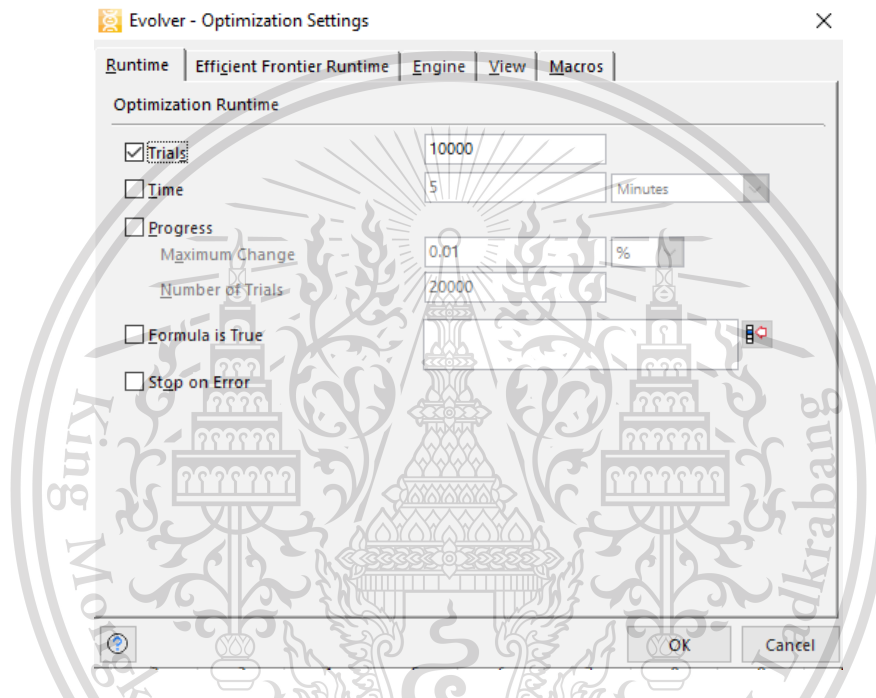 Evolver - Optimization Settings
Runtime Efficient Frontier Runtime Engine View Macros
Optimization Runtime
Trials 10000
Time 5 Minutes
Progress
Maximum Change 0.01 %
Number of Trials 20000
Formula is True
Stop on Error
OK Cancel
King
Ladkrabang